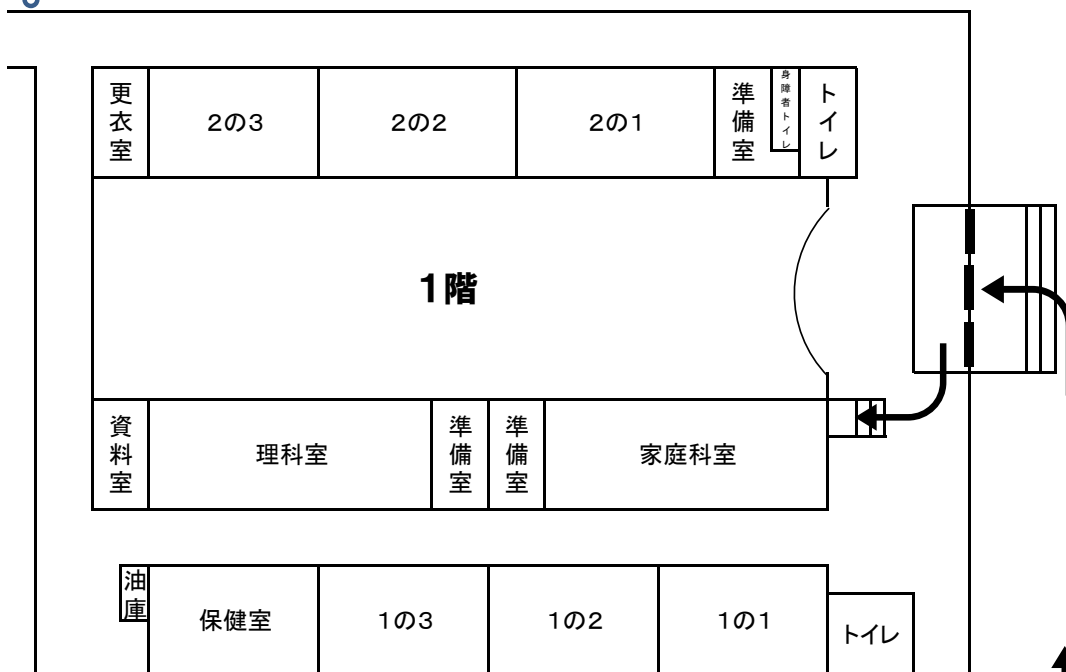 更衣室
2の3
2の2
2の1
準備室
身障者トイレ
トイレ
1階
資料室
理科室
準備室
準備室
家庭科室
油庫
保健室
1の3
1の2
1の1
トイレ